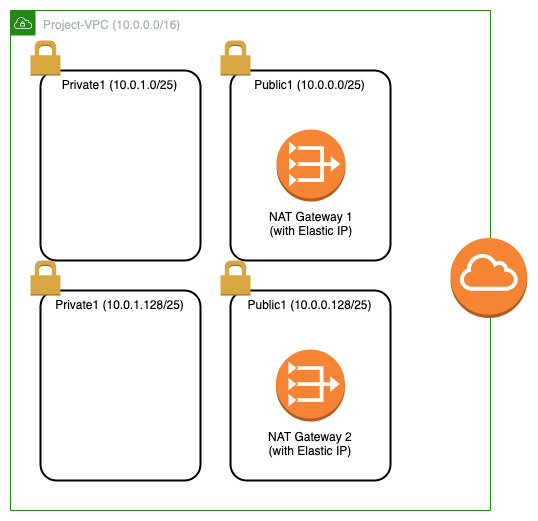 Project-VPC (10.0.0.0/16)
Private1 (10.0.1.0/25)
Public1 (10.0.0.0/25)
NAT Gateway 1
(with Elastic IP)
Private1 (10.0.1.128/25)
Public1 (10.0.0.128/25)
NAT Gateway 2
(with Elastic IP)